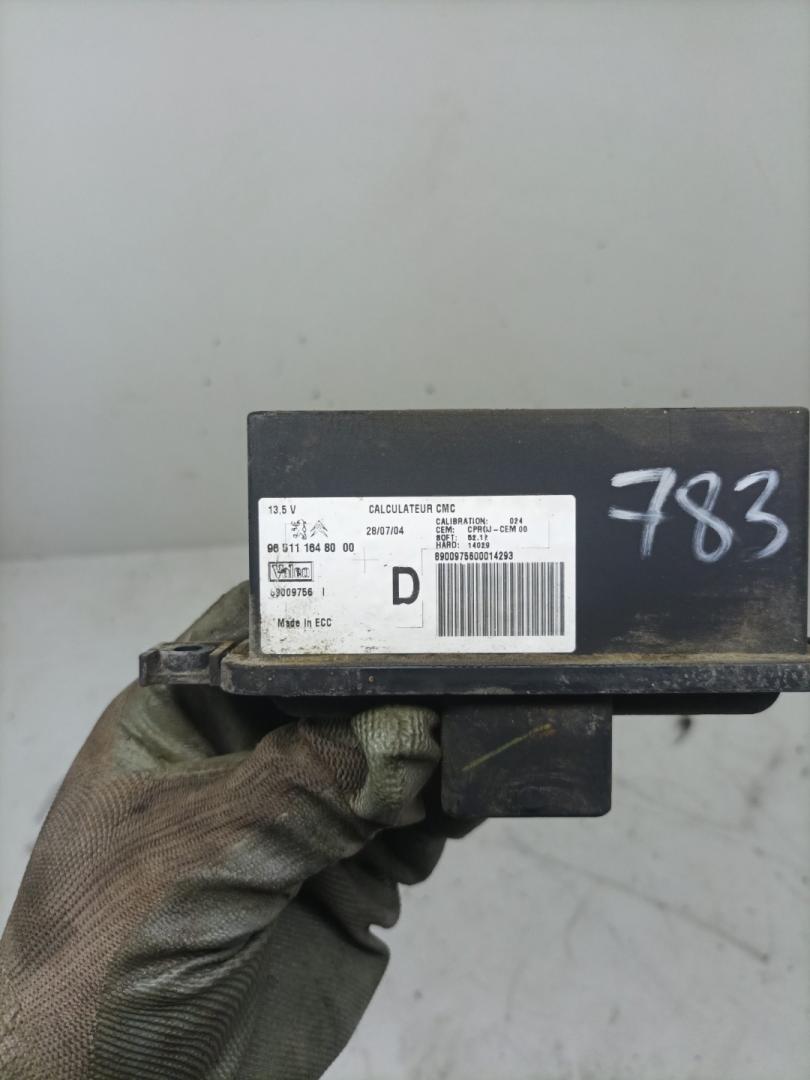 13,5 V
CALCULATEUR CMC
28/07/04
CALIBRATION: 024
CEM: CPROJ-CEM 00
SOFT: 52.12
HARD: 14029
96 511 164 80 00
8900975600014293
Valeo
89009756 I
D
Made in ECC
783